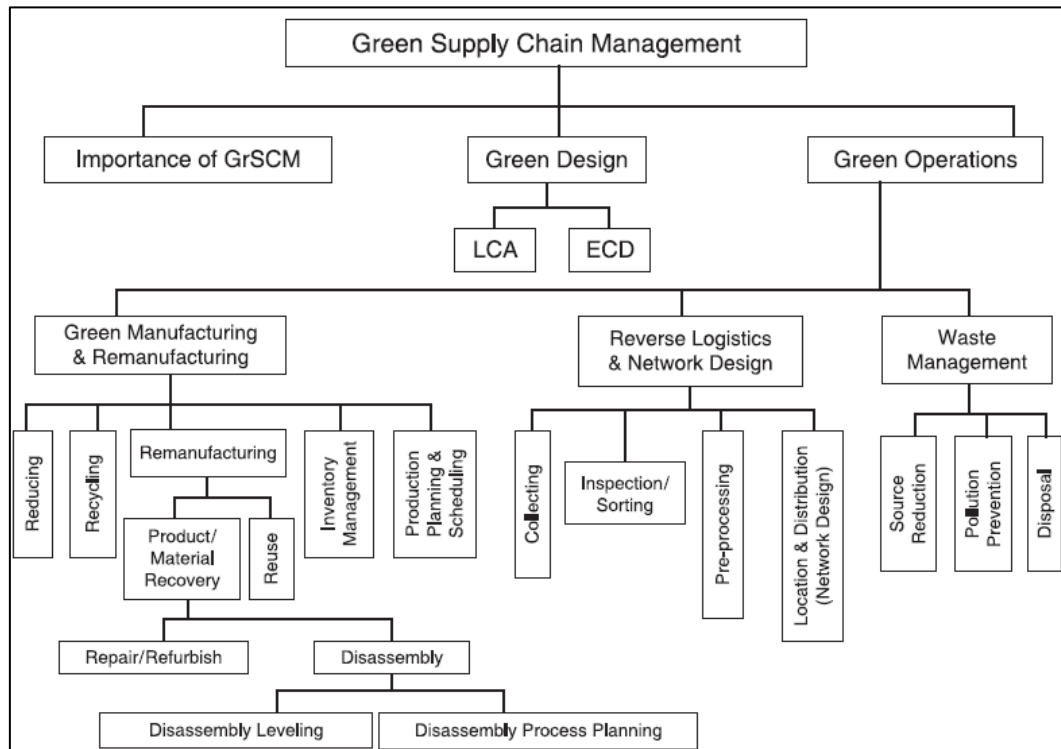 Green Supply Chain Management
Importance of GrSCM
Green Design
Green Operations
LCA
ECD
Green Manufacturing
& Remanufacturing
Reverse Logistics
& Network Design
Waste
Management
Reducing
Recycling
Remanufacturing
Inventory
Management
Production
Planning &
Scheduling
Collecting
Inspection/
Sorting
Pre-processing
Location & Distribution
(Network Design)
Source
Reduction
Pollution
Prevention
Disposal
Product/
Material
Recovery
Reuse
Repair/Refurbish
Disassembly
Disassembly Leveling
Disassembly Process Planning